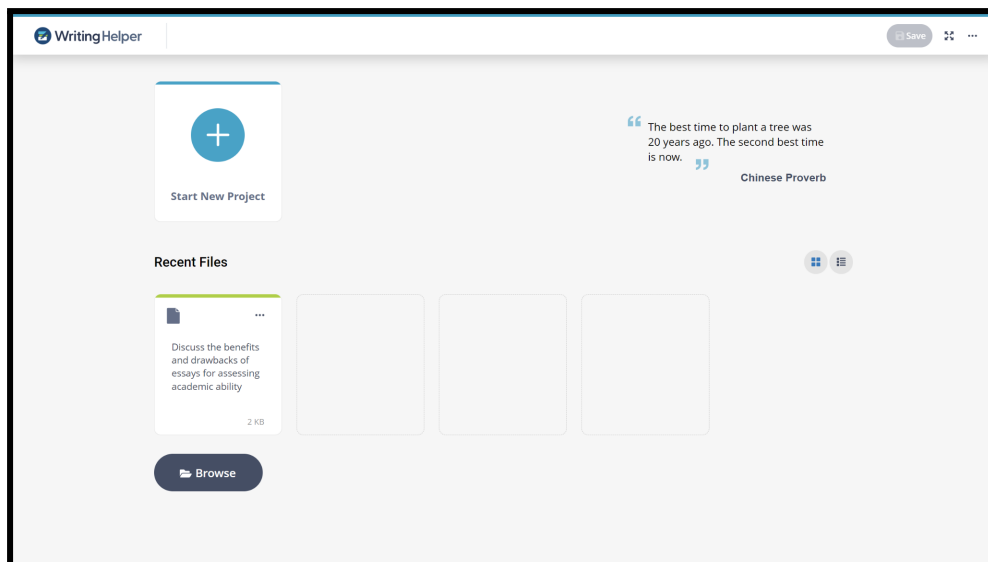 WritingHelper
Save
Start New Project
The best time to plant a tree was
20 years ago. The second best time
is now.
Chinese Proverb
Recent Files
Discuss the benefits
and drawbacks of
essays for assessing
academic ability
2 KB
Browse